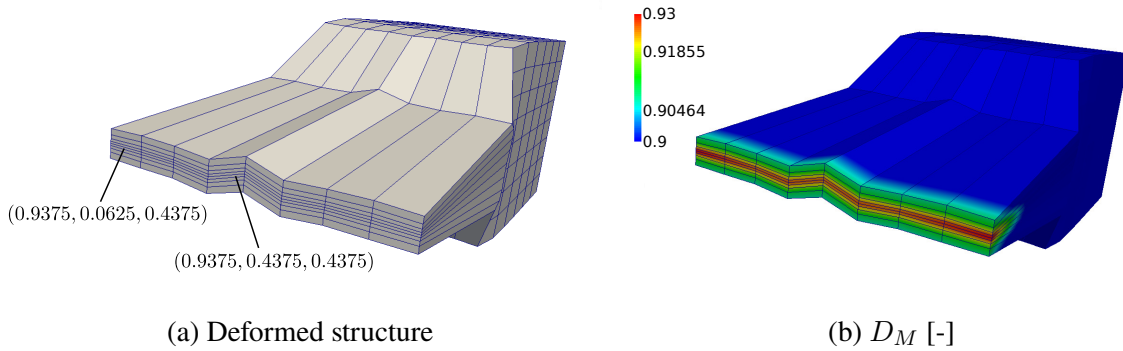 0.93
0.91855
0.90464
0.9
(0.9375, 0.0625, 0.4375)
(0.9375, 0.4375, 0.4375)
(a) Deformed structure
(b) D_M [-]